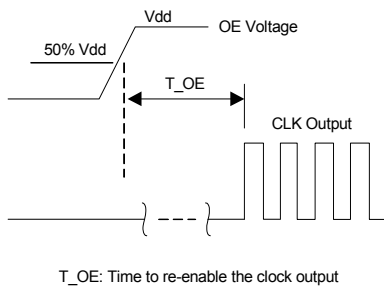 Vdd
OE Voltage
50% Vdd
T_OE
CLK Output
T_OE: Time to re-enable the clock output